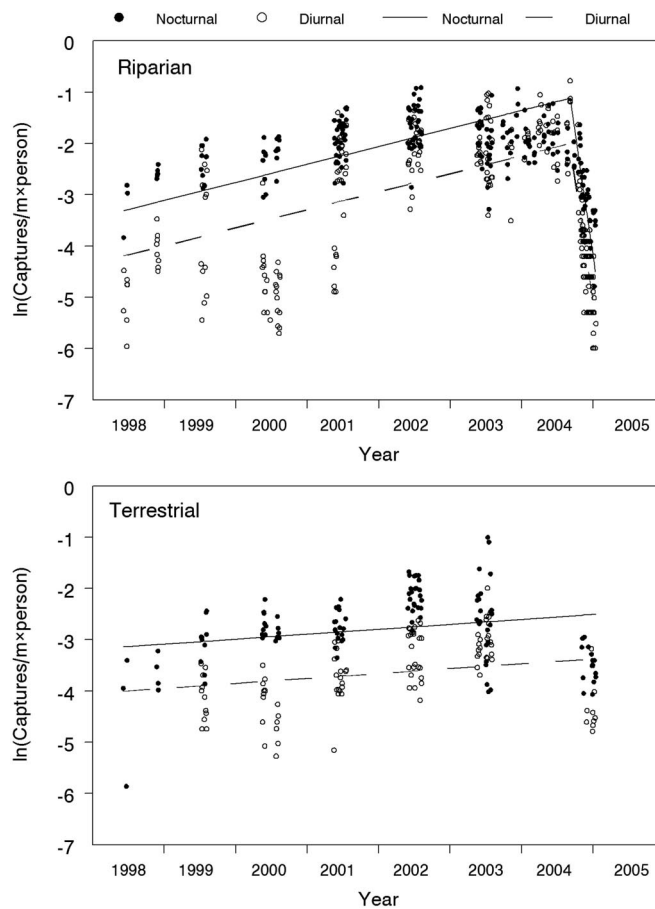 Nocturnal Diurnal Nocturnal Diurnal
0
Riparian
-1
-2
-3
-4
-5
-6
-7
ln(Captures/m×person)
1998 1999 2000 2001 2002 2003 2004 2005
Year
0
Terrestrial
-1
-2
-3
-4
-5
-6
-7
ln(Captures/m×person)
1998 1999 2000 2001 2002 2003 2004 2005
Year